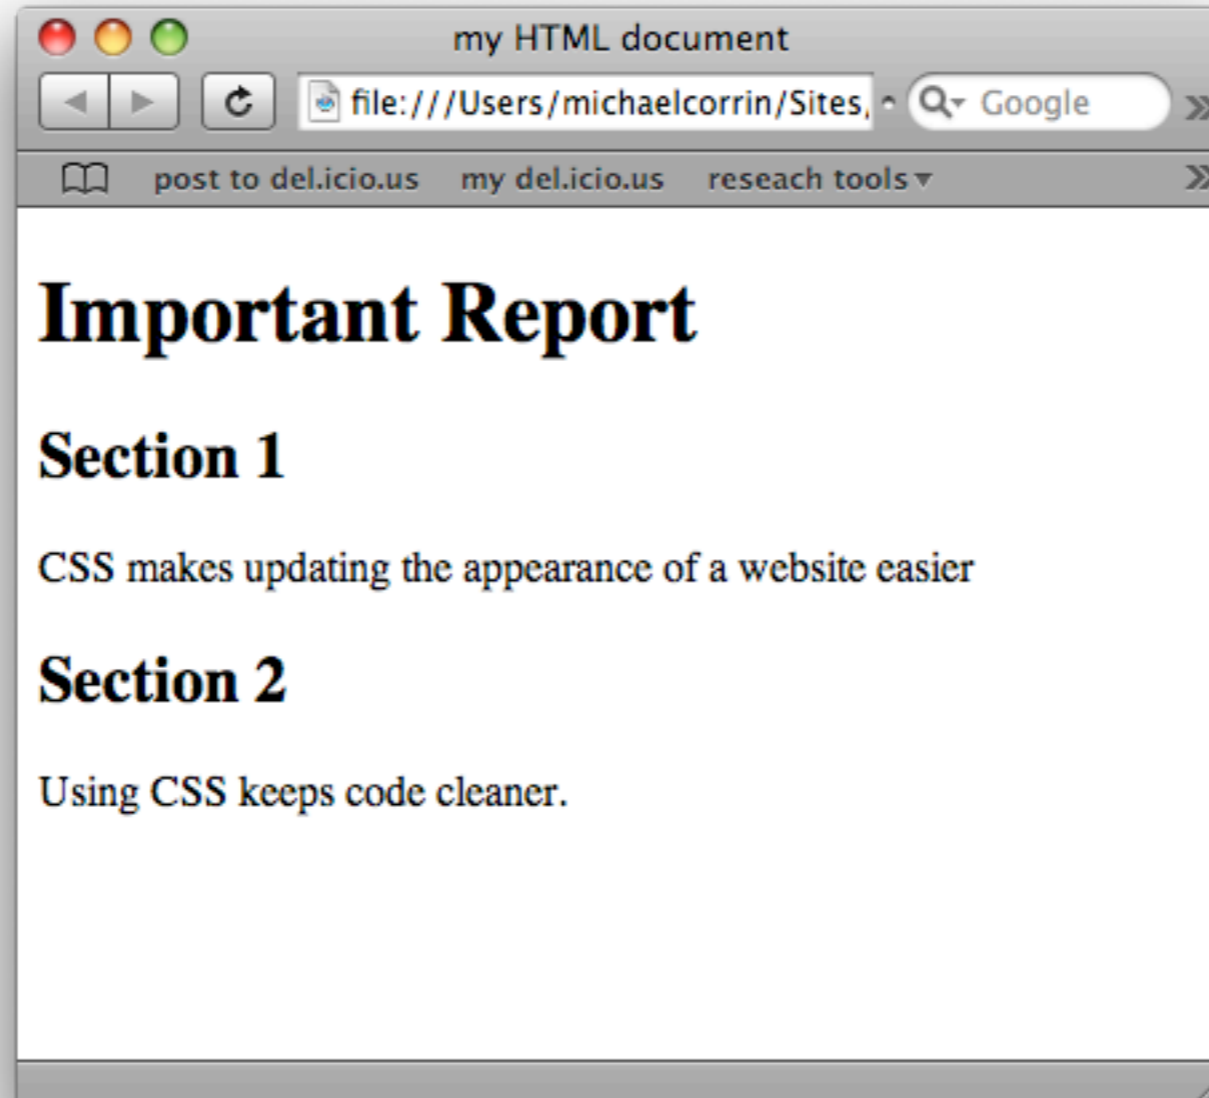 my HTML document
file:///Users/michaelcorrin/Sites, Google
post to del.icio.us my del.icio.us reseach tools
Important Report
Section 1
CSS makes updating the appearance of a website easier
Section 2
Using CSS keeps code cleaner.